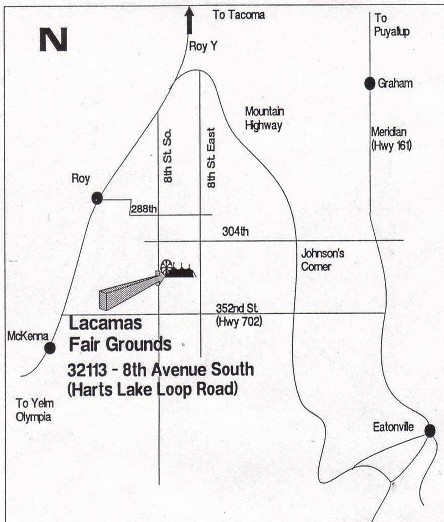 To Tacoma
To
Puyallup
N
Roy Y
Graham
Mountain
Highway
Meridian
(Hwy 161)
8th St. So.
8th St. East
Roy
288th
304th
Johnson's
Corner
352nd St.
(Hwy 702)
Lacamas
Fair Grounds
McKenna
32113 - 8th Avenue South
(Harts Lake Loop Road)
To Yelm
Olympia
Eatonville